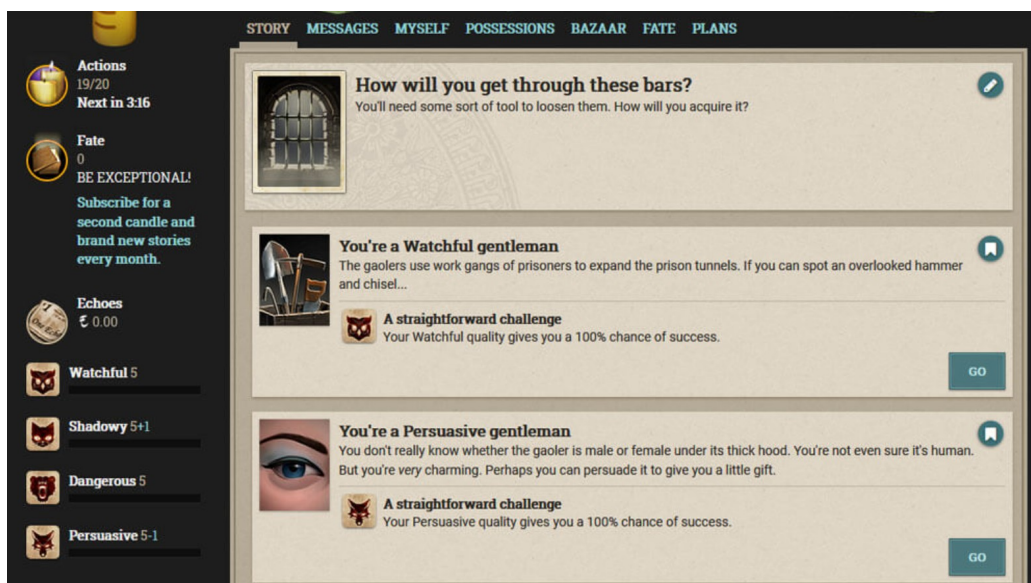 STORY MESSAGES MYSELF POSSESSIONS BAZAAR FATE PLANS
Actions
19/20
Next in 3:16
Fate
0
BE EXCEPTIONAL!
Subscribe for a
second candle and
brand new stories
every month.
Echoes
0.00
Watchful 5
Shadowy 5+1
Dangerous 5
Persuasive 5-1
How will you get through these bars?
You'll need some sort of tool to loosen them. How will you acquire it?
You're a Watchful gentleman
The gaolers use work gangs of prisoners to expand the prison tunnels. If you can spot an overlooked hammer
and chisel...
A straightforward challenge
Your Watchful quality gives you a 100% chance of success.
GO
You're a Persuasive gentleman
You don't really know whether the gaoler is male or female under its thick hood. You're not even sure it's human.
But you're very charming. Perhaps you can persuade it to give you a little gift.
A straightforward challenge
Your Persuasive quality gives you a 100% chance of success.
GO